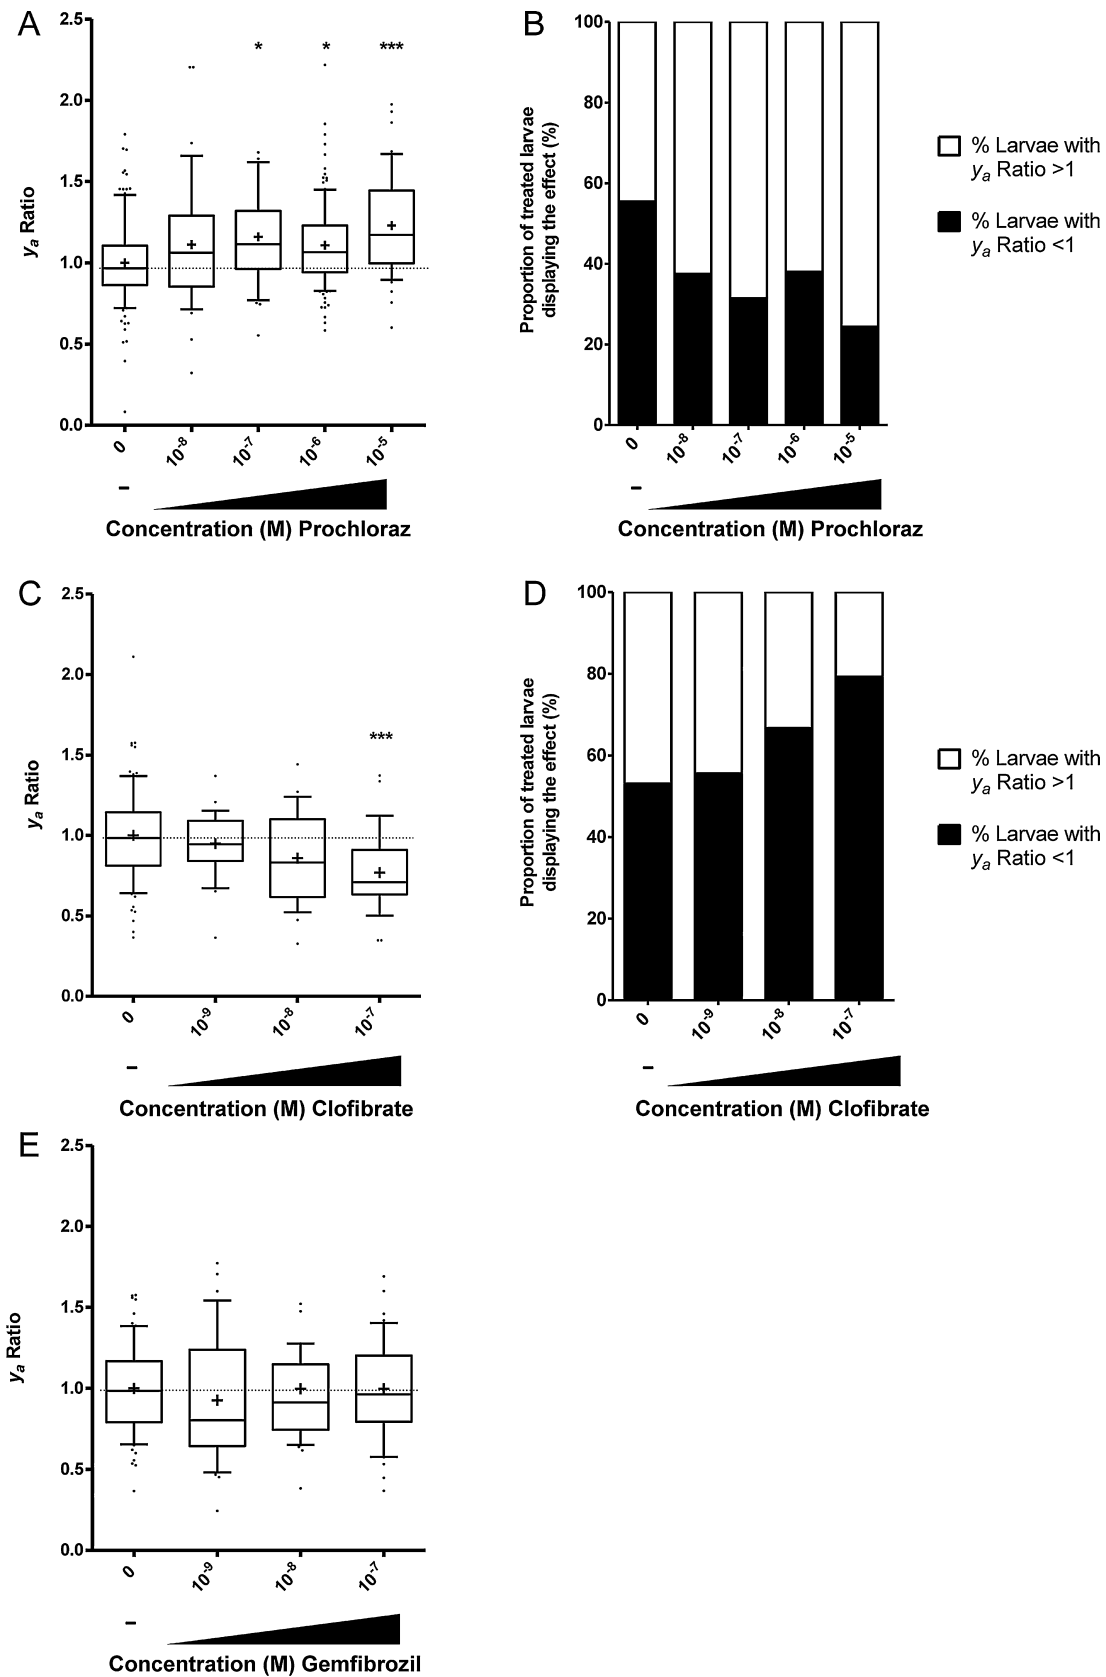 A
2.5
2.0
1.5
1.0
0.5
0.0
yₐ Ratio
* * ***
0 10⁻⁸ 10⁻⁷ 10⁻⁶ 10⁻⁵
–
Concentration (M) Prochloraz
B
100
80
60
40
20
0
Proportion of treated larvae
displaying the effect (%)
0 10⁻⁸ 10⁻⁷ 10⁻⁶ 10⁻⁵
–
Concentration (M) Prochloraz
% Larvae with
yₐ Ratio >1
% Larvae with
yₐ Ratio <1
C
2.5
2.0
1.5
1.0
0.5
0.0
yₐ Ratio
***
0 10⁻⁹ 10⁻⁸ 10⁻⁷
–
Concentration (M) Clofibrate
D
100
80
60
40
20
0
Proportion of treated larvae
displaying the effect (%)
0 10⁻⁹ 10⁻⁸ 10⁻⁷
–
Concentration (M) Clofibrate
% Larvae with
yₐ Ratio >1
% Larvae with
yₐ Ratio <1
E
2.5
2.0
1.5
1.0
0.5
0.0
yₐ Ratio
0 10⁻⁹ 10⁻⁸ 10⁻⁷
–
Concentration (M) Gemfibrozil